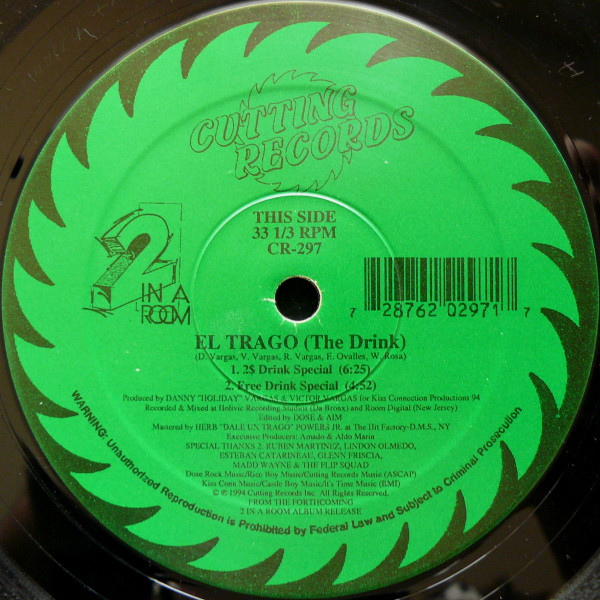 CUTTING
RECORDS
THIS SIDE
33 1/3 RPM
CR-297
2
IN A
ROOM
7 28762 02971 7
EL TRAGO (The Drink)
(D. Vargas, V. Vargas, R. Vargas, E. Ovalles, W. Rosa)
1. 2$ Drink Special (6:25)
2. Free Drink Special (4:52)
Produced by DANNY "HOLIDAY" VARGAS & VICTOR VARGAS for Kiss Connection Productions 94
Recorded & Mixed at Holivic Recording Studios (Da Bronx) and Room Digital (New Jersey)
Edited by DOSE & AIM
Mastered by HERB "DALE UN TRAGO" POWERS JR. at The Hit Factory-D.M.S., NY
Executive Producers: Amado & Aldo Marin
SPECIAL THANKS 2. RUBEN MARTINEZ, LINDON OLMEDO,
ESTEBAN CATARINEAU, GLENN FRISCIA,
MADD WAYNE & THE FLIP SQUAD
Dose Rock Music/Rice Boy Music/Cutting Records Music (ASCAP)
Kiss Conn Music/Castle Boy Music/It's Time Music (EMI)
© ℗ 1994 Cutting Records Inc. All Rights Reserved.
FROM THE FORTHCOMING
2 IN A ROOM ALBUM RELEASE
WARNING: Unauthorized Reproduction is Prohibited by Federal Law and Subject to Criminal Prosecution